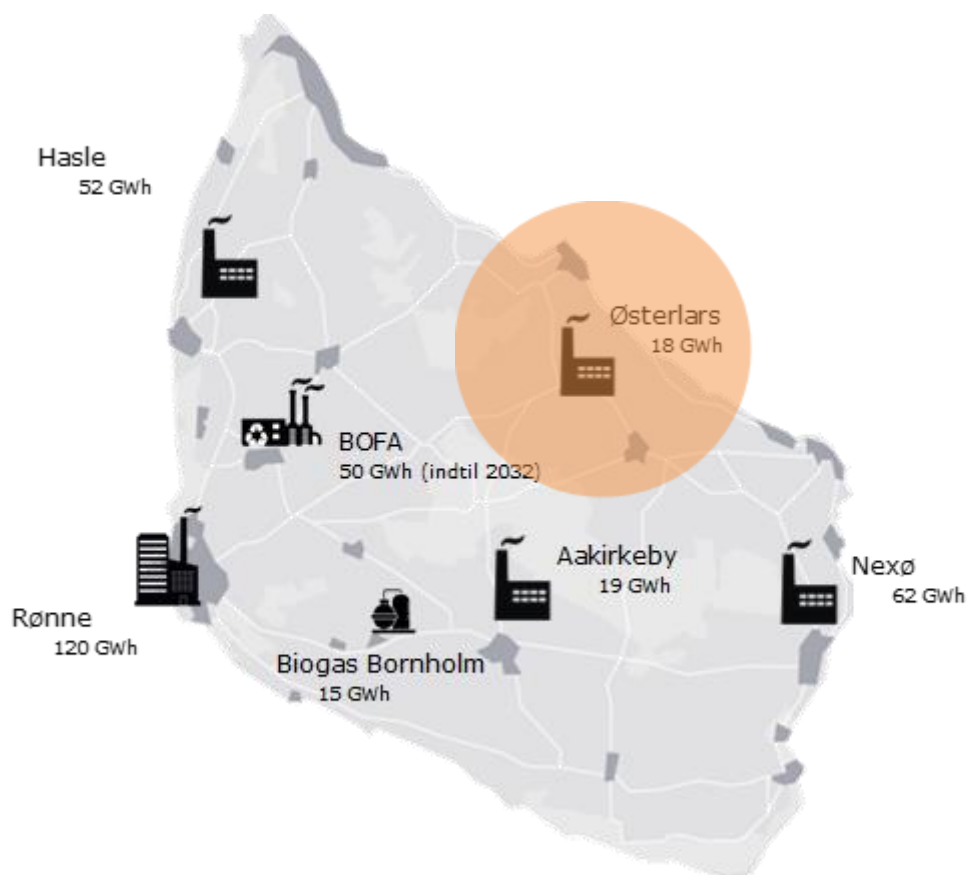 Hasle
52 GWh
Østerlars
18 GWh
BOFA
50 GWh (indtil 2032)
Aakirkeby
19 GWh
Nexø
62 GWh
Rønne
120 GWh
Biogas Bornholm
15 GWh